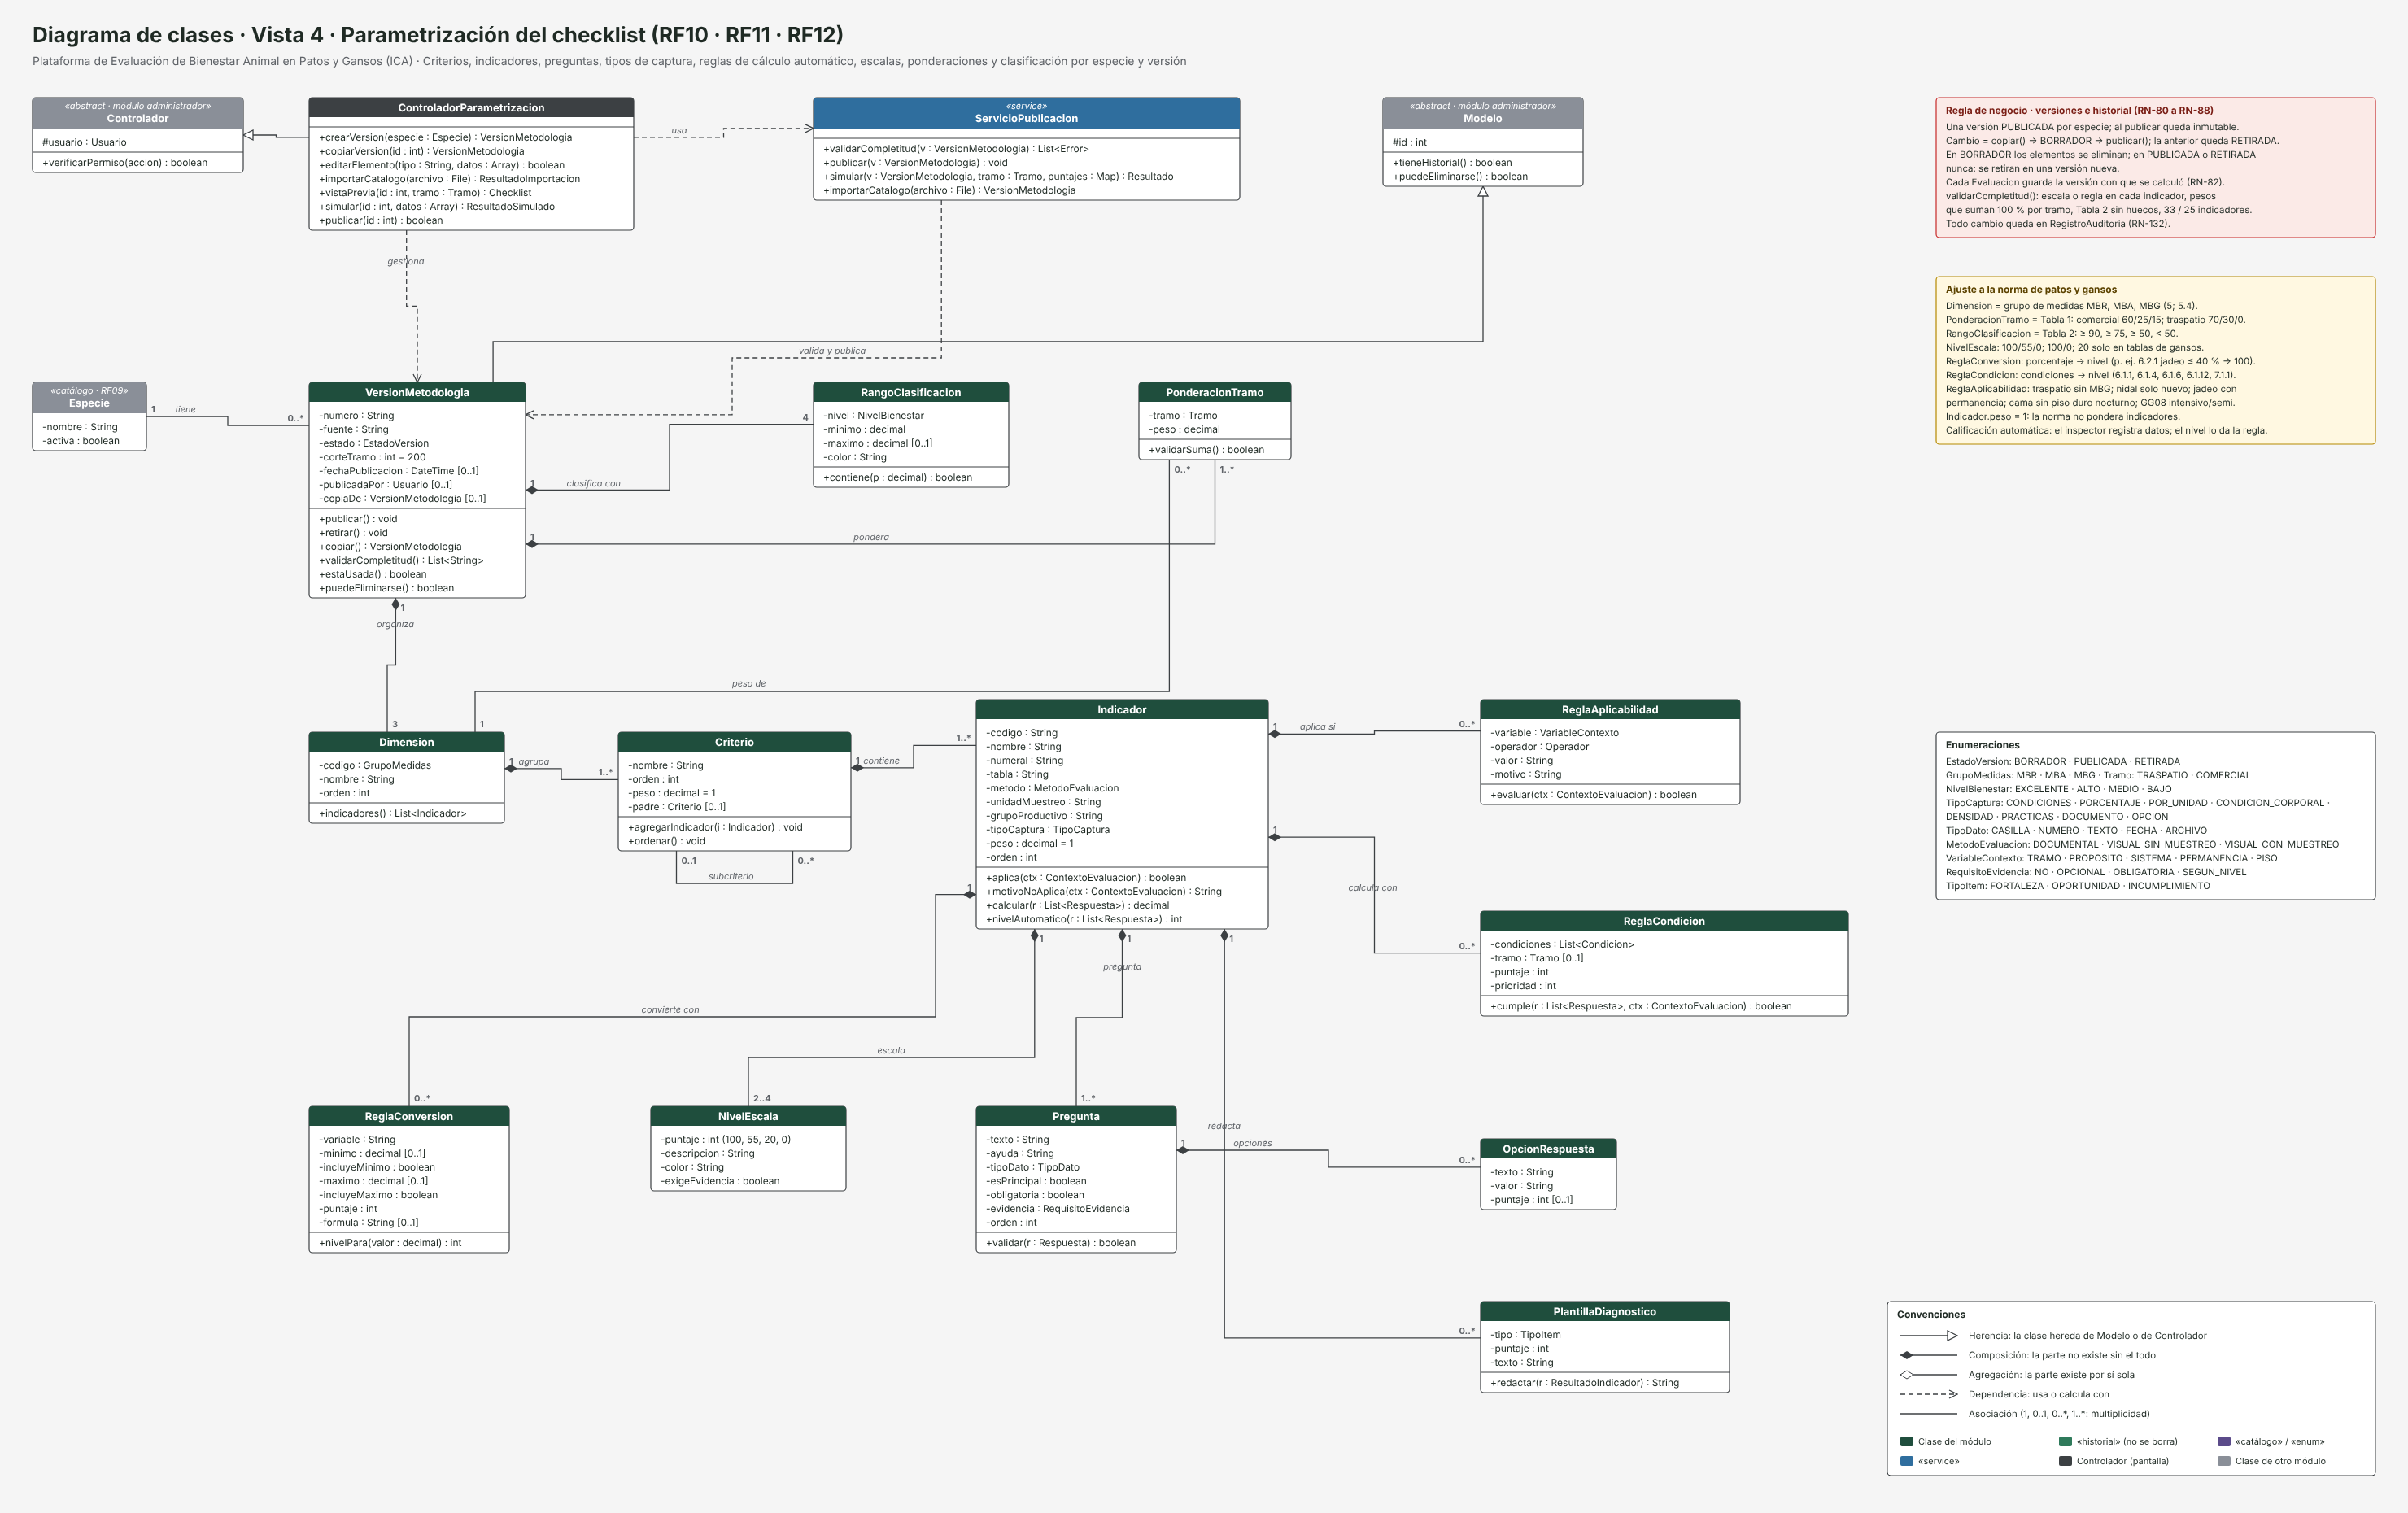 Diagrama de clases · Vista 4 · Parametrización del checklist (RF10 · RF11 · RF12)
Plataforma de Evaluación de Bienestar Animal en Patos y Gansos (ICA) · Criterios, indicadores, preguntas, tipos de captura, reglas de cálculo automático, escalas, ponderaciones y clasificación por especie y versión
«abstract · módulo administrador»
Controlador
#usuario : Usuario
+verificarPermiso(accion) : boolean
ControladorParametrizacion
+crearVersion(especie : Especie) : VersionMetodologia
+copiarVersion(id : int) : VersionMetodologia
+editarElemento(tipo : String, datos : Array) : boolean
+importarCatalogo(archivo : File) : ResultadoImportacion
+vistaPrevia(id : int, tramo : Tramo) : Checklist
+simular(id : int, datos : Array) : ResultadoSimulado
+publicar(id : int) : boolean
usa
«service»
ServicioPublicacion
+validarCompletitud(v : VersionMetodologia) : List<Error>
+publicar(v : VersionMetodologia) : void
+simular(v : VersionMetodologia, tramo : Tramo, puntajes : Map) : Resultado
+importarCatalogo(archivo : File) : VersionMetodologia
«abstract · módulo administrador»
Modelo
#id : int
+tieneHistorial() : boolean
+puedeEliminarse() : boolean
Regla de negocio · versiones e historial (RN-80 a RN-88)
Una versión PUBLICADA por especie; al publicar queda inmutable.
Cambio = copiar() → BORRADOR → publicar(); la anterior queda RETIRADA.
En BORRADOR los elementos se eliminan; en PUBLICADA o RETIRADA
nunca: se retiran en una versión nueva.
Cada Evaluacion guarda la versión con que se calculó (RN-82).
validarCompletitud(): escala o regla en cada indicador, pesos
que suman 100 % por tramo, Tabla 2 sin huecos, 33 / 25 indicadores.
Todo cambio queda en RegistroAuditoria (RN-132).
gestiona
valida y publica
Ajuste a la norma de patos y gansos
Dimension = grupo de medidas MBR, MBA, MBG (5; 5.4).
PonderacionTramo = Tabla 1: comercial 60/25/15; traspatio 70/30/0.
RangoClasificacion = Tabla 2: ≥ 90, ≥ 75, ≥ 50, < 50.
NivelEscala: 100/55/0; 100/0; 20 solo en tablas de gansos.
ReglaConversion: porcentaje → nivel (p. ej. 6.2.1 jadeo ≤ 40 % → 100).
ReglaCondicion: condiciones → nivel (6.1.1, 6.1.4, 6.1.6, 6.1.12, 7.1.1).
ReglaAplicabilidad: traspatio sin MBG; nidal solo huevo; jadeo con
permanencia; cama sin piso duro nocturno; GG08 intensivo/semi.
Indicador.peso = 1: la norma no pondera indicadores.
Calificación automática: el inspector registra datos; el nivel lo da la regla.
«catálogo · RF09»
Especie
-nombre : String
-activa : boolean
1
tiene
0..*
VersionMetodologia
-numero : String
-fuente : String
-estado : EstadoVersion
-corteTramo : int = 200
-fechaPublicacion : DateTime [0..1]
-publicadaPor : Usuario [0..1]
-copiaDe : VersionMetodologia [0..1]
+publicar() : void
+retirar() : void
+copiar() : VersionMetodologia
+validarCompletitud() : List<String>
+estaUsada() : boolean
+puedeEliminarse() : boolean
1
clasifica con
4
RangoClasificacion
-nivel : NivelBienestar
-minimo : decimal
-maximo : decimal [0..1]
-color : String
+contiene(p : decimal) : boolean
PonderacionTramo
-tramo : Tramo
-peso : decimal
+validarSuma() : boolean
0..*
1..*
1
pondera
1
organiza
3
peso de
1
Dimension
-codigo : GrupoMedidas
-nombre : String
-orden : int
+indicadores() : List<Indicador>
1
agrupa
1..*
Criterio
-nombre : String
-orden : int
-peso : decimal = 1
-padre : Criterio [0..1]
+agregarIndicador(i : Indicador) : void
+ordenar() : void
0..1
0..*
subcriterio
1
contiene
1..*
Indicador
-codigo : String
-nombre : String
-numeral : String
-tabla : String
-metodo : MetodoEvaluacion
-unidadMuestreo : String
-grupoProductivo : String
-tipoCaptura : TipoCaptura
-peso : decimal = 1
-orden : int
+aplica(ctx : ContextoEvaluacion) : boolean
+motivoNoAplica(ctx : ContextoEvaluacion) : String
+calcular(r : List<Respuesta>) : decimal
+nivelAutomatico(r : List<Respuesta>) : int
1
aplica si
0..*
ReglaAplicabilidad
-variable : VariableContexto
-operador : Operador
-valor : String
-motivo : String
+evaluar(ctx : ContextoEvaluacion) : boolean
Enumeraciones
EstadoVersion: BORRADOR · PUBLICADA · RETIRADA
GrupoMedidas: MBR · MBA · MBG · Tramo: TRASPATIO · COMERCIAL
NivelBienestar: EXCELENTE · ALTO · MEDIO · BAJO
TipoCaptura: CONDICIONES · PORCENTAJE · POR_UNIDAD · CONDICION_CORPORAL ·
DENSIDAD · PRACTICAS · DOCUMENTO · OPCION
TipoDato: CASILLA · NUMERO · TEXTO · FECHA · ARCHIVO
MetodoEvaluacion: DOCUMENTAL · VISUAL_SIN_MUESTREO · VISUAL_CON_MUESTREO
VariableContexto: TRAMO · PROPOSITO · SISTEMA · PERMANENCIA · PISO
RequisitoEvidencia: NO · OPCIONAL · OBLIGATORIA · SEGUN_NIVEL
TipoItem: FORTALEZA · OPORTUNIDAD · INCUMPLIMIENTO
1
calcula con
0..*
ReglaCondicion
-condiciones : List<Condicion>
-tramo : Tramo [0..1]
-puntaje : int
-prioridad : int
+cumple(r : List<Respuesta>, ctx : ContextoEvaluacion) : boolean
1
convierte con
0..*
1
escala
2..4
1
pregunta
1..*
1
redacta
0..*
ReglaConversion
-variable : String
-minimo : decimal [0..1]
-incluyeMinimo : boolean
-maximo : decimal [0..1]
-incluyeMaximo : boolean
-puntaje : int
-formula : String [0..1]
+nivelPara(valor : decimal) : int
NivelEscala
-puntaje : int (100, 55, 20, 0)
-descripcion : String
-color : String
-exigeEvidencia : boolean
Pregunta
-texto : String
-ayuda : String
-tipoDato : TipoDato
-esPrincipal : boolean
-obligatoria : boolean
-evidencia : RequisitoEvidencia
-orden : int
+validar(r : Respuesta) : boolean
1
opciones
0..*
OpcionRespuesta
-texto : String
-valor : String
-puntaje : int [0..1]
PlantillaDiagnostico
-tipo : TipoItem
-puntaje : int
-texto : String
+redactar(r : ResultadoIndicador) : String
Convenciones
Herencia: la clase hereda de Modelo o de Controlador
Composición: la parte no existe sin el todo
Agregación: la parte existe por sí sola
Dependencia: usa o calcula con
Asociación (1, 0..1, 0..*, 1..*: multiplicidad)
Clase del módulo
«historial» (no se borra)
«catálogo» / «enum»
«service»
Controlador (pantalla)
Clase de otro módulo